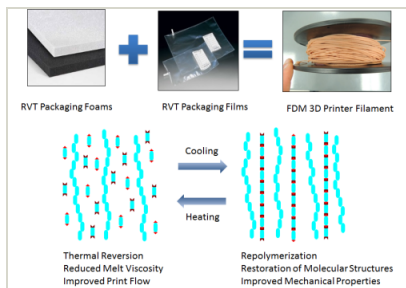 RVT Packaging Foams
RVT Packaging Films
FDM 3D Printer Filament
Cooling
Heating
Thermal Reversion
Reduced Melt Viscosity
Improved Print Flow
Repolymerization
Restoration of Molecular Structures
Improved Mechanical Properties